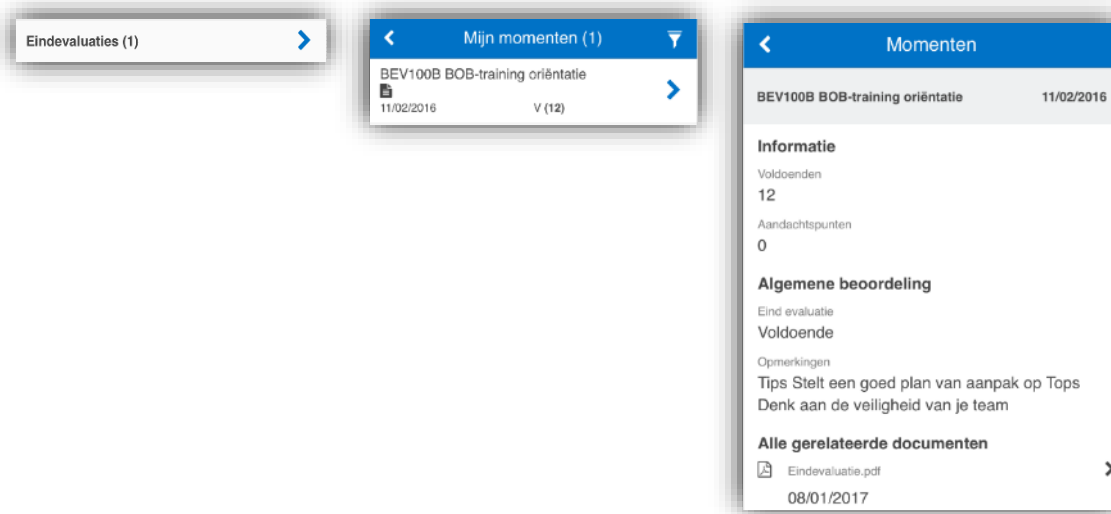 Eindevaluaties (1)
Mijn momenten (1)
BEV100B BOB-training oriëntatie
11/02/2016 V (12)
Momenten
BEV100B BOB-training oriëntatie 11/02/2016
Informatie
Voldoenden
12
Aandachtspunten
0
Algemene beoordeling
Eind evaluatie
Voldoende
Opmerkingen
Tips Stelt een goed plan van aanpak op Tops
Denk aan de veiligheid van je team
Alle gerelateerde documenten
Eindevaluatie.pdf
08/01/2017